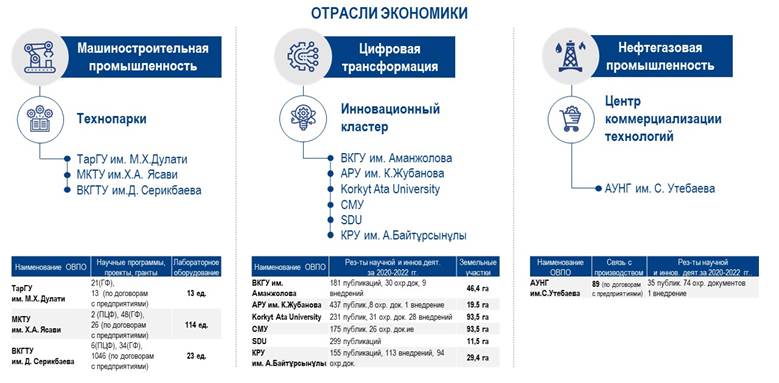 ОТРАСЛИ ЭКОНОМИКИ
Машиностроительная
промышленность
Технопарки
ТарГУ им. М.Х.Дулати
МКТУ им.Х.А. Ясави
ВКГТУ им.Д. Серикбаева
Наименование ОВПО
Научные программы,
проекты, гранты
Лабораторное
оборудование
ТарГУ
им. М.Х.Дулати
21(ГФ),
13 (по договорам
с предприятиями)
13 ед.
МКТУ
им. Х.А. Ясави
2 (ПЦФ), 48(ГФ),
26 (по договорам
с предприятиями)
114 ед.
ВКГТУ
им. Д. Серикбаева
6(ПЦФ), 34(ГФ),
1046 (по договорам
с предприятиями)
23 ед.
Цифровая
трансформация
Инновационный
кластер
ВКГУ им. Аманжолова
АРУ им. К.Жубанова
Korkyt Ata University
СМУ
SDU
КРУ им. А.Байтұрсынұлы
Наименование ОВПО
Рез-ты научной и иннов.деят.
за 2020-2022 гг.
Земельные
участки
ВКГУ им.
Аманжолова
181 публикаций, 30 охр.док, 9
внедрений
46,4 га
АРУ им. К.Жубанова
437 публик.,8 охр. док. 1 внедрение
19.5 га
Korkyt Ata University
231 публик, 31 охр. док. 28 внедрений
93,5 га
СМУ
175 публик, 26 охр. док.ие
93,5 га
SDU
299 публикаций
11,5 га
КРУ
им. А.Байтұрсынұлы
155 публикаций, 113 внедрений, 94
охр.док.
29,4 га
Нефтегазовая
промышленность
Центр
коммерциализации
технологий
АУНГ им. С. Утебаева
Наименование ОВПО
Связь с
производством
Рез-ты научной
и иннов. деят. за 2020-2022 гг.
АУНГ
им.С.Утебаева
89 (по договорам
с предприятиями)
35 публик. 74 охр. документов
1 внедрение